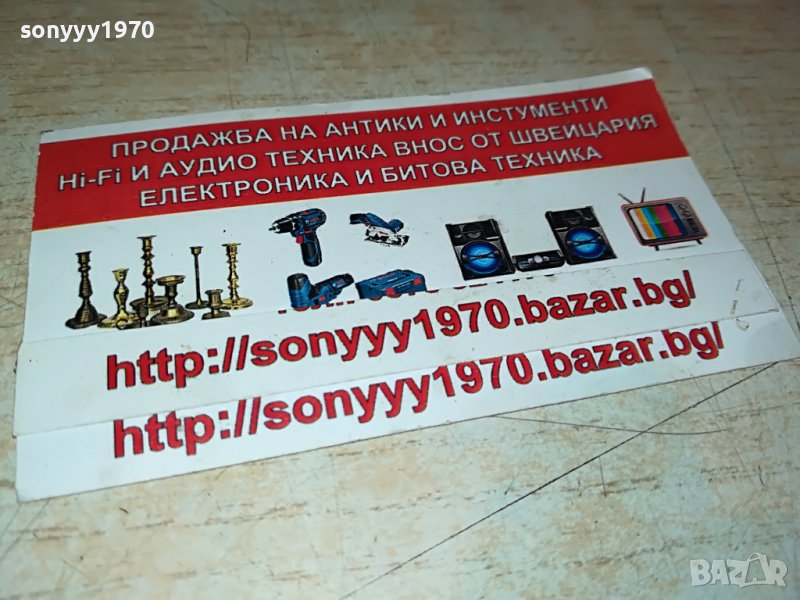 sonyyy1970
ПРОДАЖБА НА АНТИКИ И ИНСТУМЕНТИ
Hi-Fi И АУДИО ТЕХНИКА ВНОС ОТ ШВЕЙЦАРИЯ
ЕЛЕКТРОНИКА И БИТОВА ТЕХНИКА
http://sonyyy1970.bazar.bg/
http://sonyyy1970.bazar.bg/
BAZAR